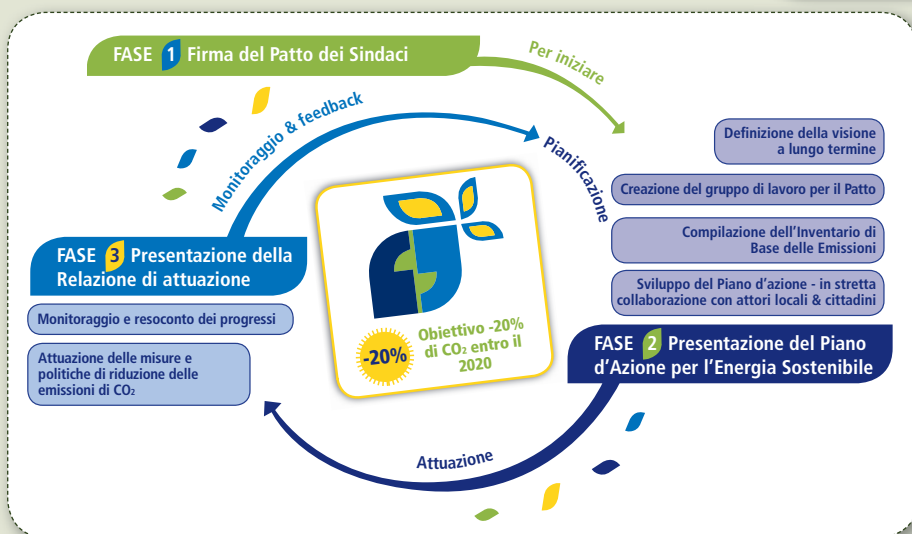 FASE 1 Firma del Patto dei Sindaci
Per iniziare
Monitoraggio & feedback
Pianificazione
Definizione della visione
a lungo termine
Creazione del gruppo di lavoro per il Patto
Compilazione dell'Inventario di
Base delle Emissioni
Sviluppo del Piano d'azione - in stretta
collaborazione con attori locali & cittadini
FASE 2 Presentazione del Piano
d'Azione per l'Energia Sostenibile
FASE 3 Presentazione della
Relazione di attuazione
Monitoraggio e resoconto dei progressi
Attuazione delle misure e
politiche di riduzione delle
emissioni di CO₂
-20%
Obiettivo -20%
di CO₂ entro il
2020
Attuazione